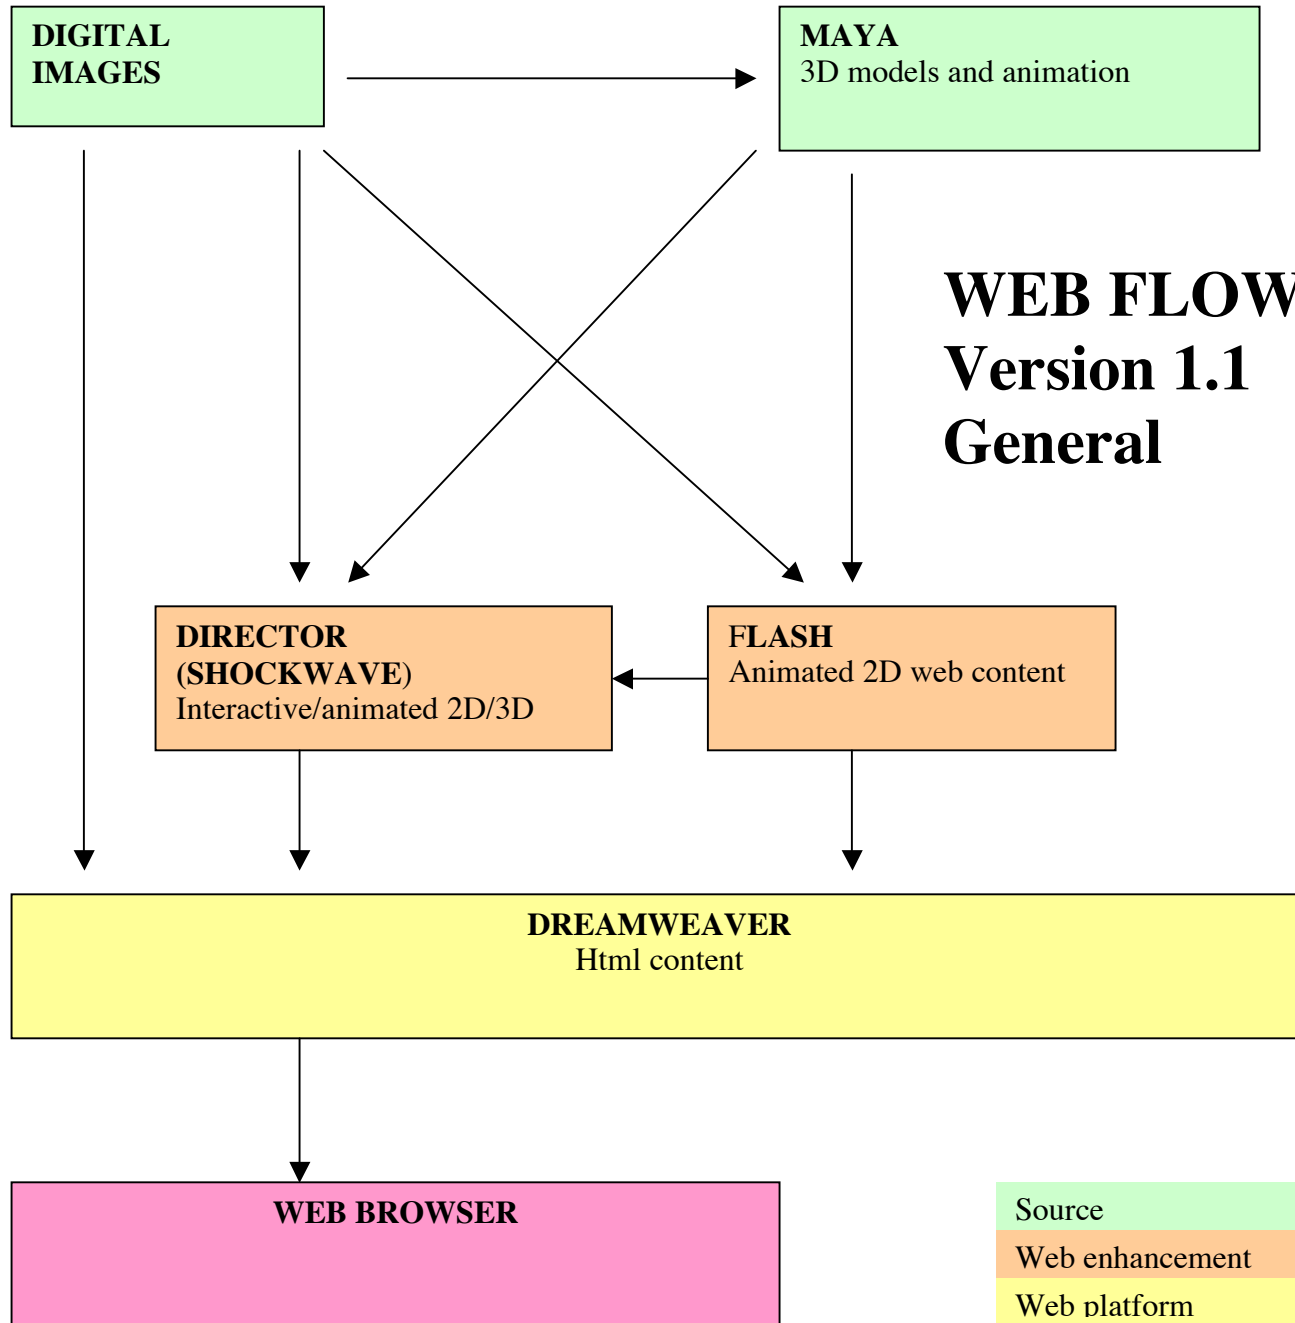 DIGITAL
IMAGES
MAYA
3D models and animation
WEB FLOW
Version 1.1
General
DIRECTOR
(SHOCKWAVE)
Interactive/animated 2D/3D
FLASH
Animated 2D web content
DREAMWEAVER
Html content
WEB BROWSER
Source
Web enhancement
Web platform